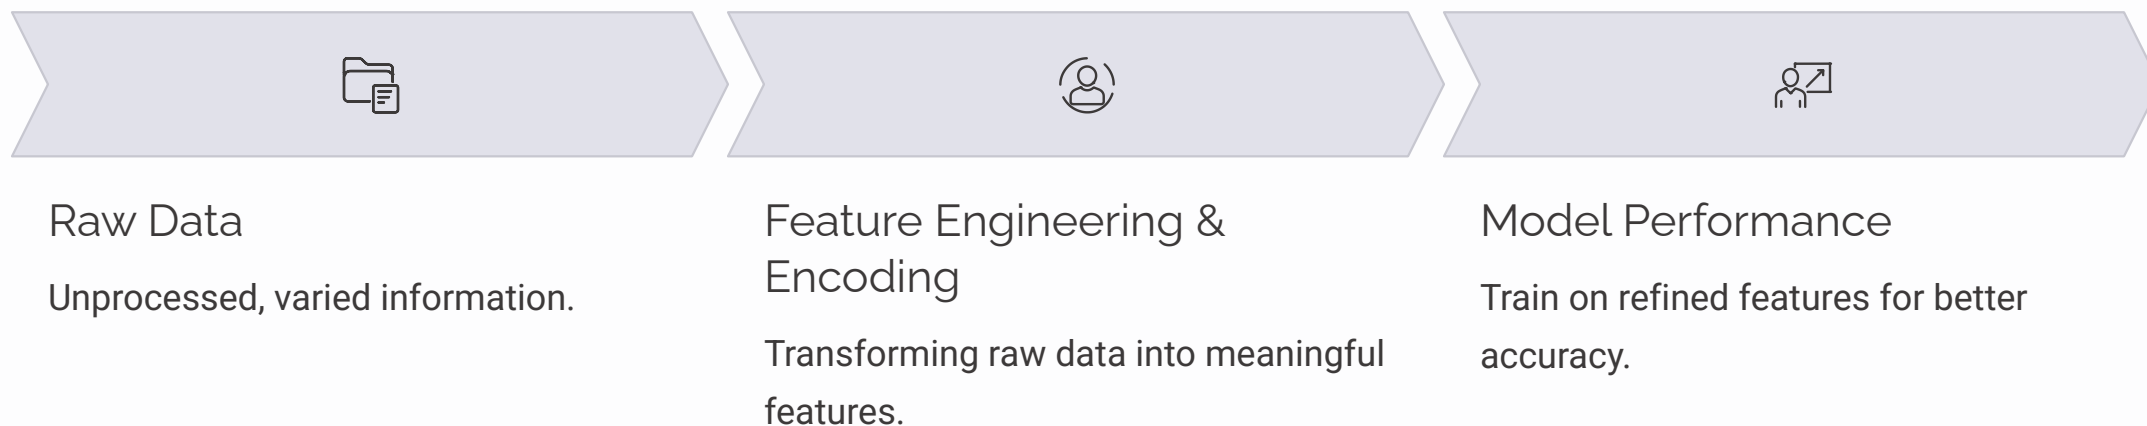 Raw Data
Unprocessed, varied information.
Feature Engineering &
Encoding
Transforming raw data into meaningful
features.
Model Performance
Train on refined features for better
accuracy.